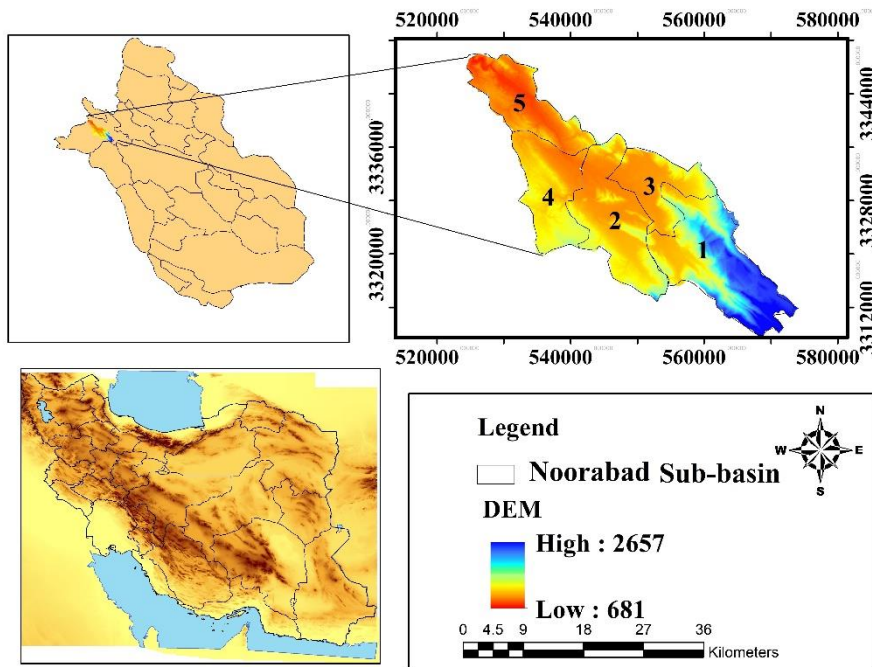 520000 540000 560000 580000
3344000
3336000
3328000
3320000
3312000
5
3
4
2
1
520000 540000 560000 580000
Legend
Noorabad Sub-basin
DEM
High : 2657
Low : 681
N
W E
S
0 4.5 9 18 27 36
Kilometers